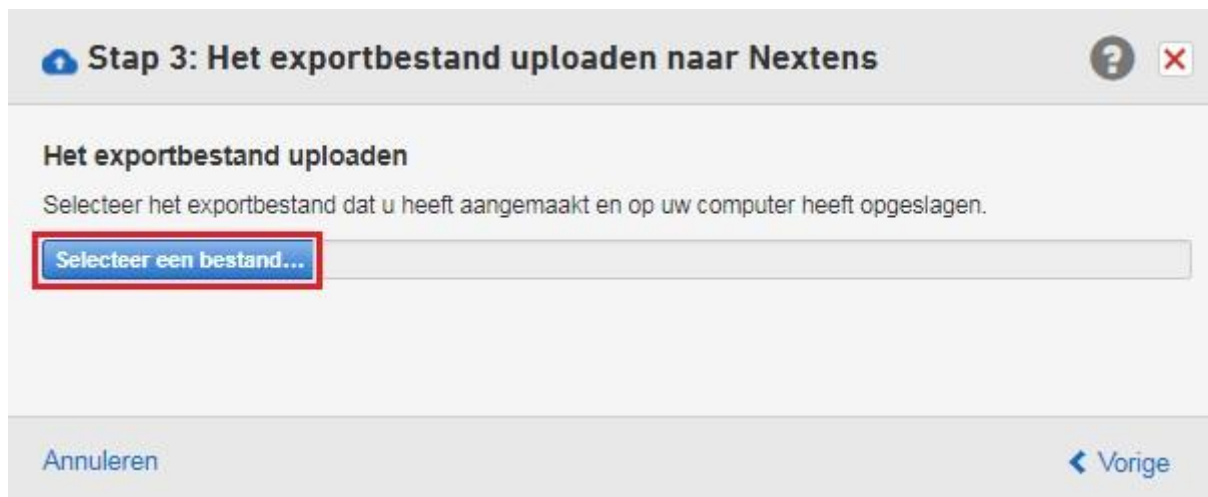 Stap 3: Het exportbestand uploaden naar Nextens
Het exportbestand uploaden
Selecteer het exportbestand dat u heeft aangemaakt en op uw computer heeft opgeslagen.
Selecteer een bestand...
Annuleren
Vorige